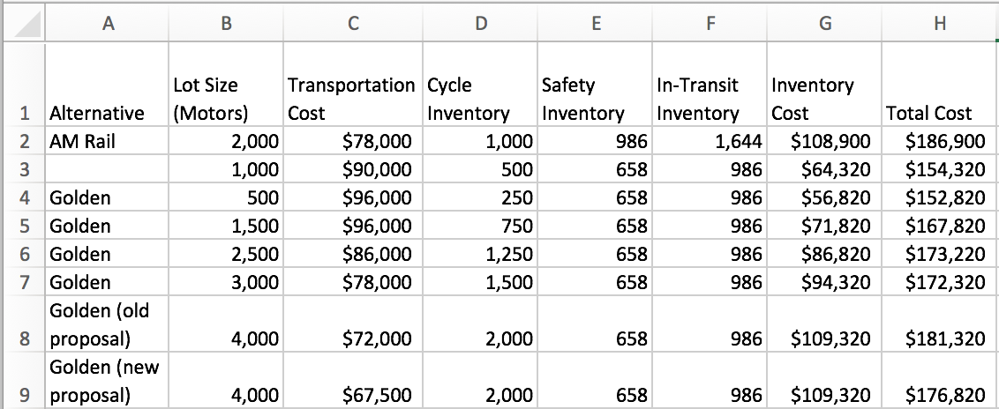 A B C D E F G H
Lot Size Transportation Cycle Safety In-Transit Inventory
1 Alternative (Motors) Cost Inventory Inventory Inventory Cost Total Cost
2 AM Rail 2,000 $78,000 1,000 986 1,644 $108,900 $186,900
3 1,000 $90,000 500 658 986 $64,320 $154,320
4 Golden 500 $96,000 250 658 986 $56,820 $152,820
5 Golden 1,500 $96,000 750 658 986 $71,820 $167,820
6 Golden 2,500 $86,000 1,250 658 986 $86,820 $173,220
7 Golden 3,000 $78,000 1,500 658 986 $94,320 $172,320
Golden (old
8 proposal) 4,000 $72,000 2,000 658 986 $109,320 $181,320
Golden (new
9 proposal) 4,000 $67,500 2,000 658 986 $109,320 $176,820